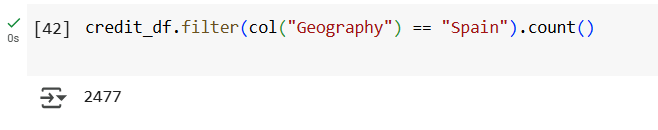 [42] credit_df.filter(col("Geography") == "Spain").count()
0s
2477